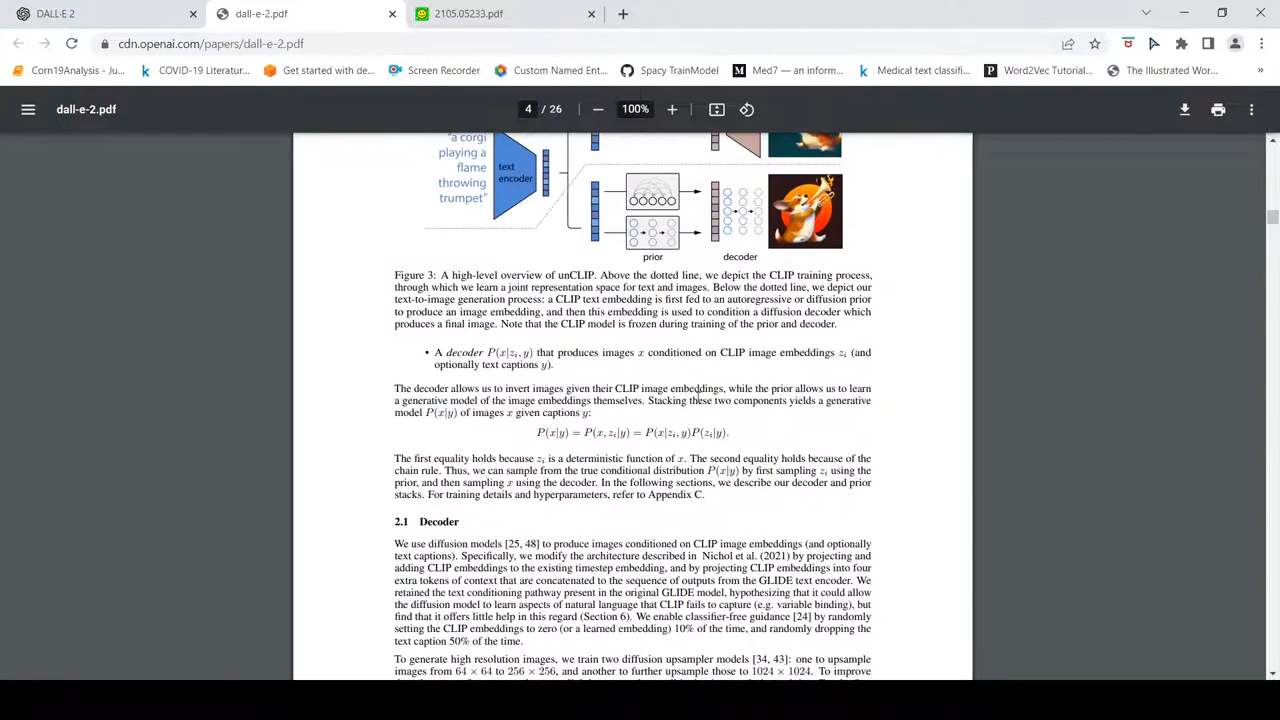 DALL·E 2
dall-e-2.pdf
2105.05233.pdf
cdn.openai.com/papers/dall-e-2.pdf
Corn19Analysis - Ju...
COVID-19 Literatur...
Get started with de...
Screen Recorder
Custom Named Ent...
Spacy TrainModel
Med7 — an inform...
Medical text classifi...
Word2Vec Tutorial...
The Illustrated Wor...
»
dall-e-2.pdf
4 / 26
100%
"a corgi
playing a
flame
throwing
trumpet"
text
encoder
prior
decoder
Figure 3: A high-level overview of unCLIP. Above the dotted line, we depict the CLIP training process,
through which we learn a joint representation space for text and images. Below the dotted line, we depict our
text-to-image generation process: a CLIP text embedding is first fed to an autoregressive or diffusion prior
to produce an image embedding, and then this embedding is used to condition a diffusion decoder which
produces a final image. Note that the CLIP model is frozen during training of the prior and decoder.
• A decoder P(x|zi, y) that produces images x conditioned on CLIP image embeddings zi (and
optionally text captions y).
The decoder allows us to invert images given their CLIP image embeddings, while the prior allows us to learn
a generative model of the image embeddings themselves. Stacking these two components yields a generative
model P(x|y) of images x given captions y:
P(x|y) = P(x, zi|y) = P(x|zi, y)P(zi|y).
The first equality holds because zi is a deterministic function of x. The second equality holds because of the
chain rule. Thus, we can sample from the true conditional distribution P(x|y) by first sampling zi using the
prior, and then sampling x using the decoder. In the following sections, we describe our decoder and prior
stacks. For training details and hyperparameters, refer to Appendix C.
2.1 Decoder
We use diffusion models [25, 48] to produce images conditioned on CLIP image embeddings (and optionally
text captions). Specifically, we modify the architecture described in Nichol et al. (2021) by projecting and
adding CLIP embeddings to the existing timestep embedding, and by projecting CLIP embeddings into four
extra tokens of context that are concatenated to the sequence of outputs from the GLIDE text encoder. We
retained the text conditioning pathway present in the original GLIDE model, hypothesizing that it could allow
the diffusion model to learn aspects of natural language that CLIP fails to capture (e.g. variable binding), but
find that it offers little help in this regard (Section 6). We enable classifier-free guidance [24] by randomly
setting the CLIP embeddings to zero (or a learned embedding) 10% of the time, and randomly dropping the
text caption 50% of the time.
To generate high resolution images, we train two diffusion upsampler models [34, 43]: one to upsample
images from 64 × 64 to 256 × 256, and another to further upsample those to 1024 × 1024. To improve